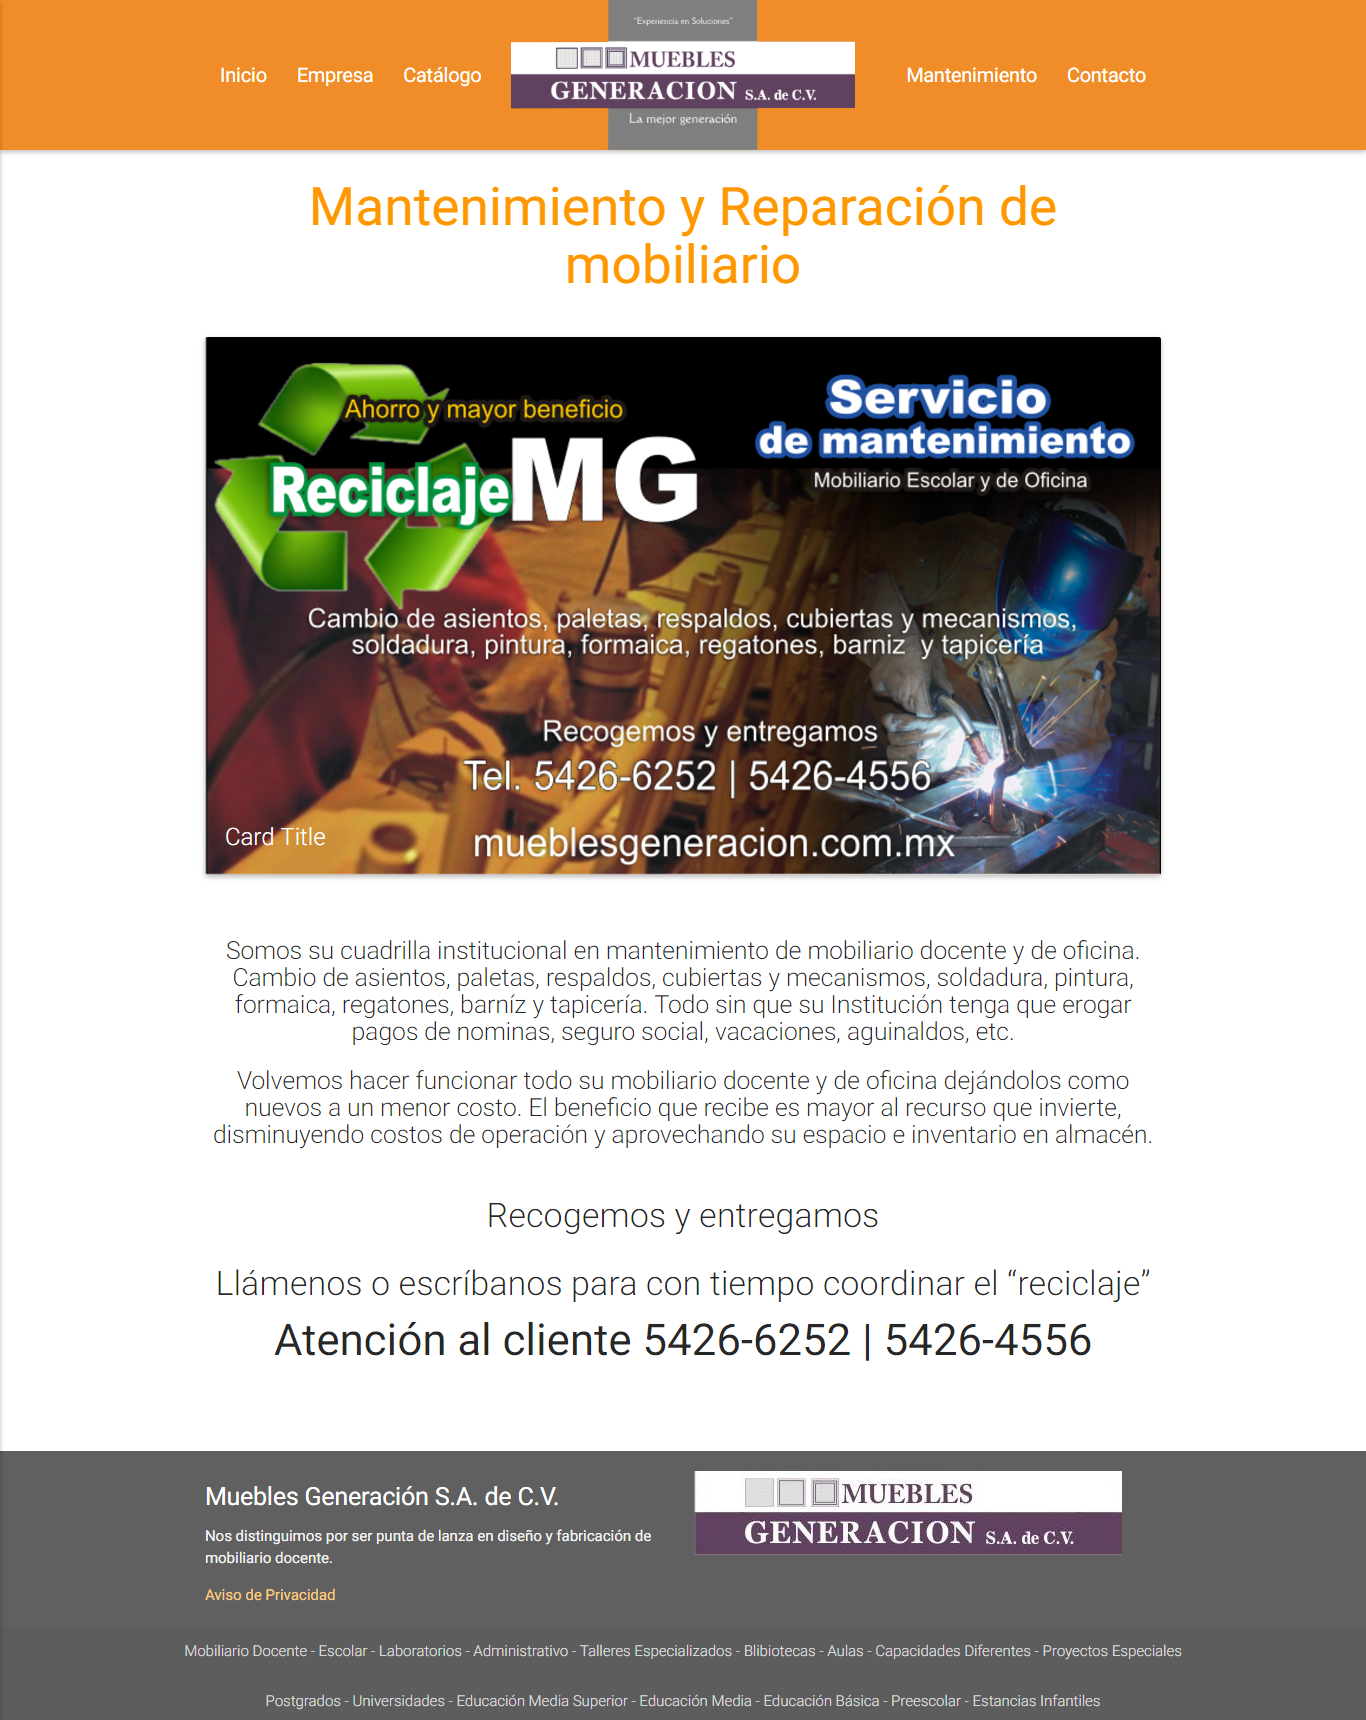 "Experiencia en Soluciones"
Inicio Empresa Catálogo
MUEBLES
GENERACION S.A. de C.V.
La mejor generación
Mantenimiento Contacto
Mantenimiento y Reparación de
mobiliario
Ahorro y mayor beneficio
Reciclaje MG
Servicio
de mantenimiento
Mobiliario Escolar y de Oficina
Cambio de asientos, paletas, respaldos, cubiertas y mecanismos,
soldadura, pintura, formaica, regatones, barniz y tapicería
Recogemos y entregamos
Tel. 5426-6252 | 5426-4556
Card Title
mueblesgeneracion.com.mx
Somos su cuadrilla institucional en mantenimiento de mobiliario docente y de oficina.
Cambio de asientos, paletas, respaldos, cubiertas y mecanismos, soldadura, pintura,
formaica, regatones, barníz y tapicería. Todo sin que su Institución tenga que erogar
pagos de nominas, seguro social, vacaciones, aguinaldos, etc.
Volvemos hacer funcionar todo su mobiliario docente y de oficina dejándolos como
nuevos a un menor costo. El beneficio que recibe es mayor al recurso que invierte,
disminuyendo costos de operación y aprovechando su espacio e inventario en almacén.
Recogemos y entregamos
Llámenos o escríbanos para con tiempo coordinar el “reciclaje”
Atención al cliente 5426-6252 | 5426-4556
Muebles Generación S.A. de C.V.
Nos distinguimos por ser punta de lanza en diseño y fabricación de
mobiliario docente.
Aviso de Privacidad
MUEBLES
GENERACION S.A. de C.V.
Mobiliario Docente - Escolar - Laboratorios - Administrativo - Talleres Especializados - Blibiotecas - Aulas - Capacidades Diferentes - Proyectos Especiales
Postgrados - Universidades - Educación Media Superior - Educación Media - Educación Básica - Preescolar - Estancias Infantiles